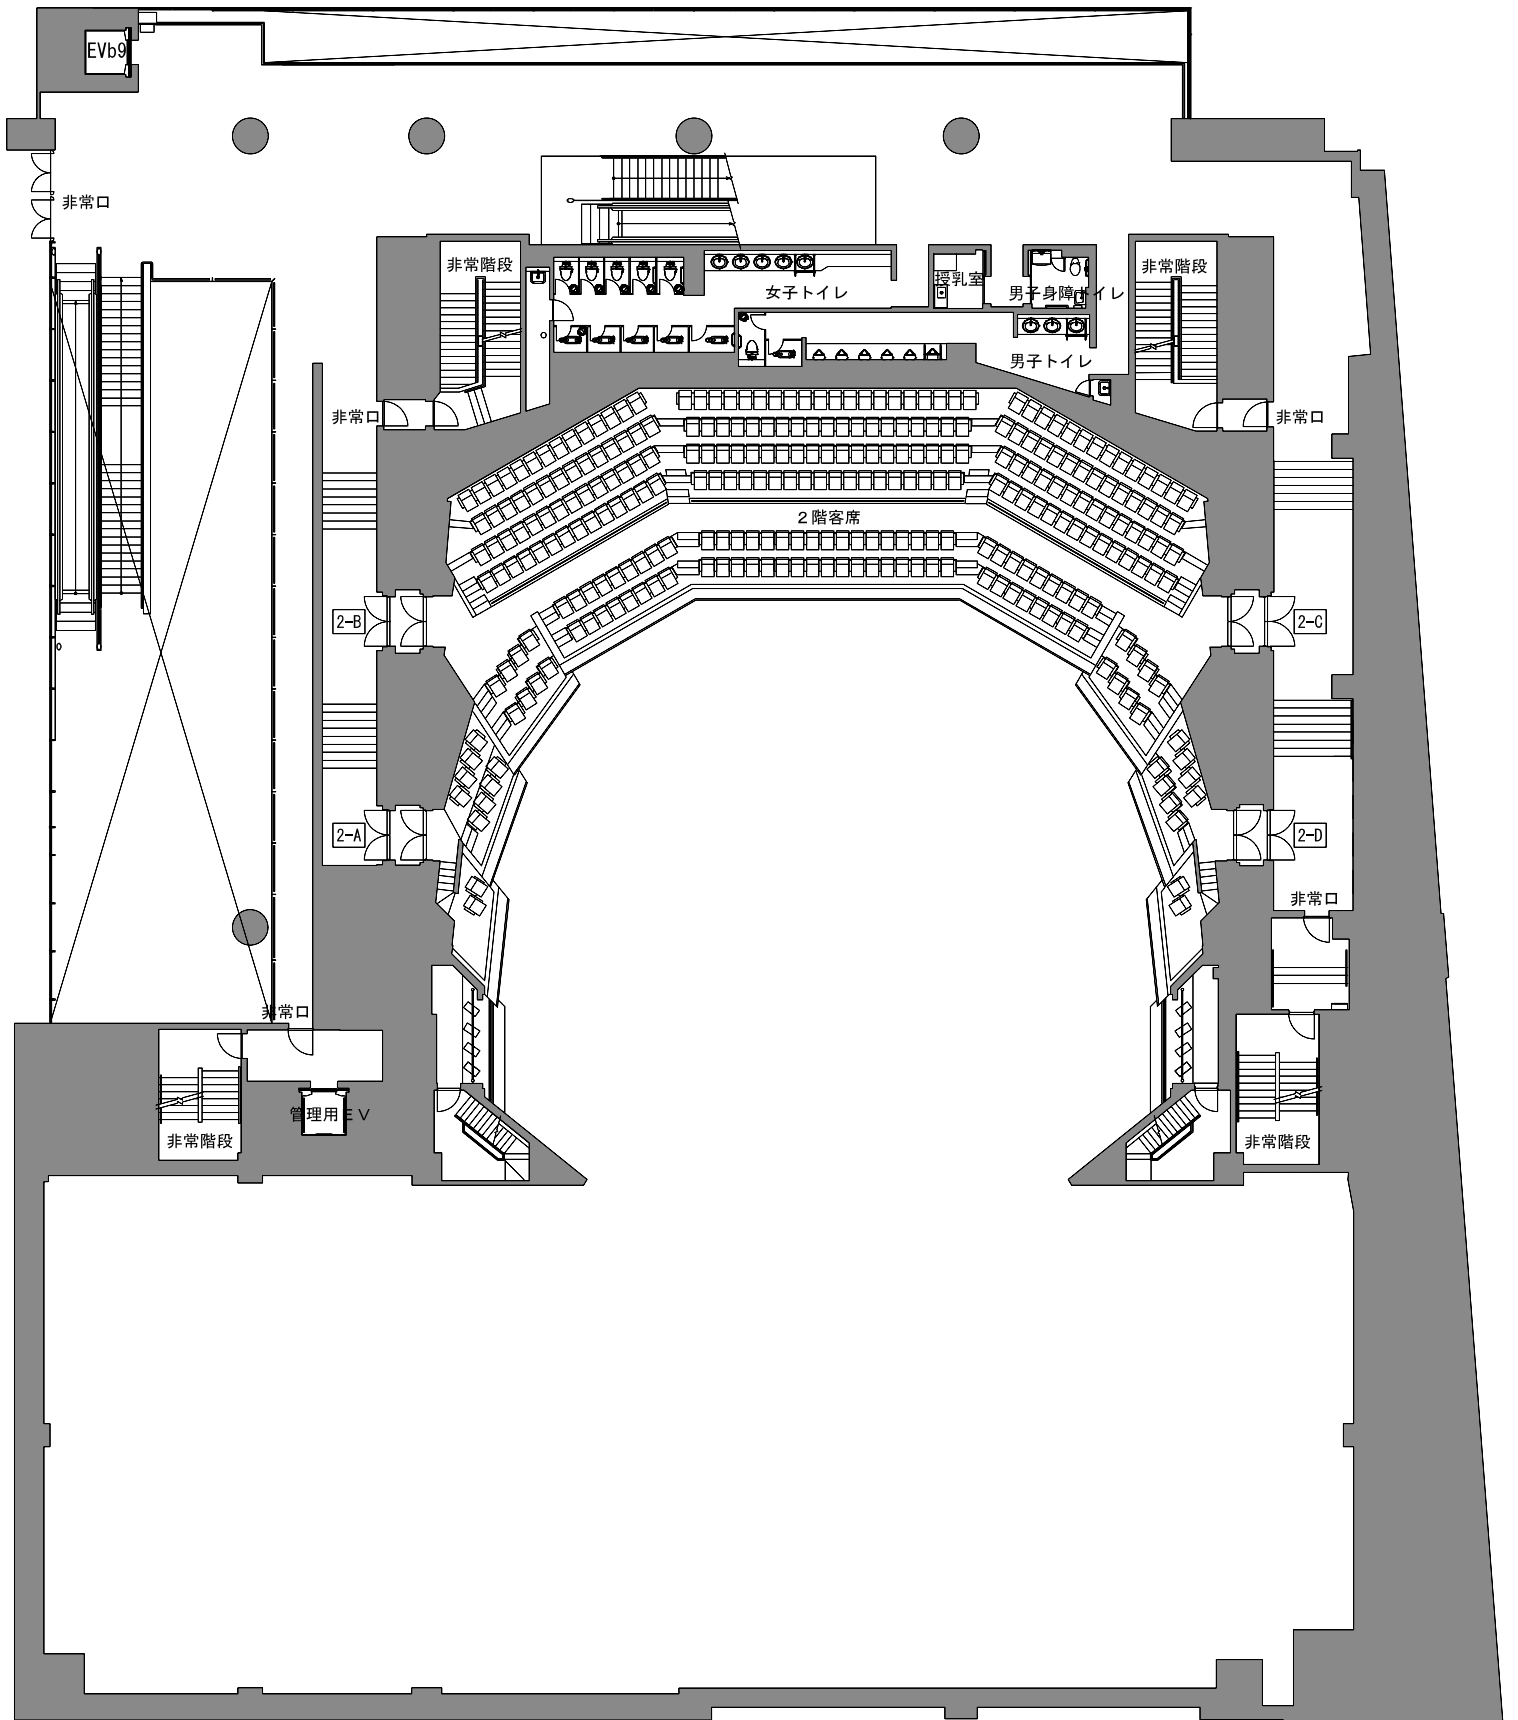 EVb9
非常口
非常階段
女子トイレ
授乳室
男子身障トイレ
非常階段
男子トイレ
非常口
非常口
2階客席
2-B
2-C
2-A
2-D
非常口
非常口
管理用EV
非常階段
非常階段